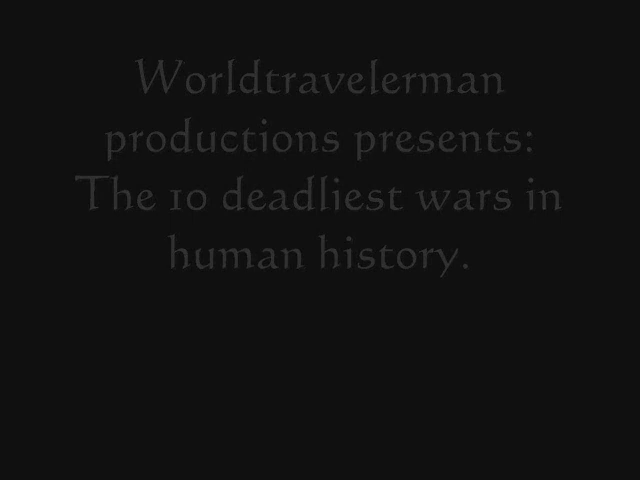 Worldtravelerman
productions presents:
The 10 deadliest wars in
human history.